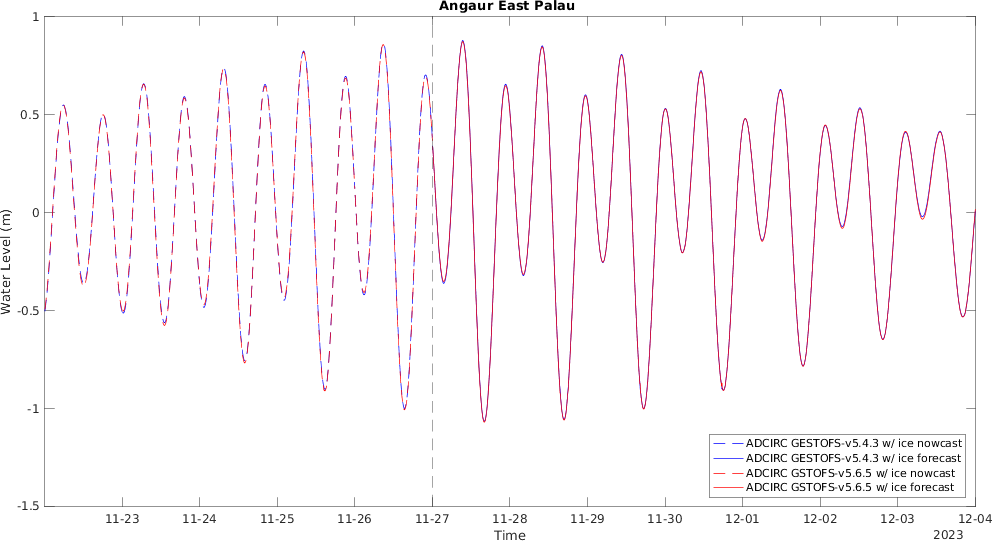 Angaur East Palau
1
0.5
0
-0.5
-1
-1.5
Water Level (m)
11-23 11-24 11-25 11-26 11-27 11-28 11-29 11-30 12-01 12-02 12-03 12-04
Time
2023
ADCIRC GESTOFS-v5.4.3 w/ ice nowcast
ADCIRC GESTOFS-v5.4.3 w/ ice forecast
ADCIRC GSTOFS-v5.6.5 w/ ice nowcast
ADCIRC GSTOFS-v5.6.5 w/ ice forecast